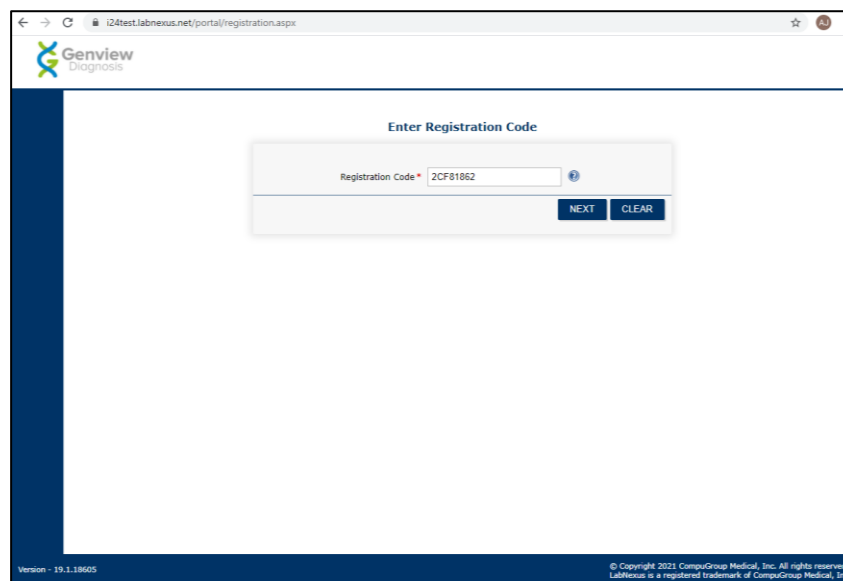 i24test.labnexus.net/portal/registration.aspx
AJ
Genview
Diagnosis
Enter Registration Code
Registration Code * 2CF81862 ?
NEXT CLEAR
Version - 19.1.18605
© Copyright 2021 CompuGroup Medical, Inc. All rights reserve
LabNexus is a registered trademark of CompuGroup Medical, In